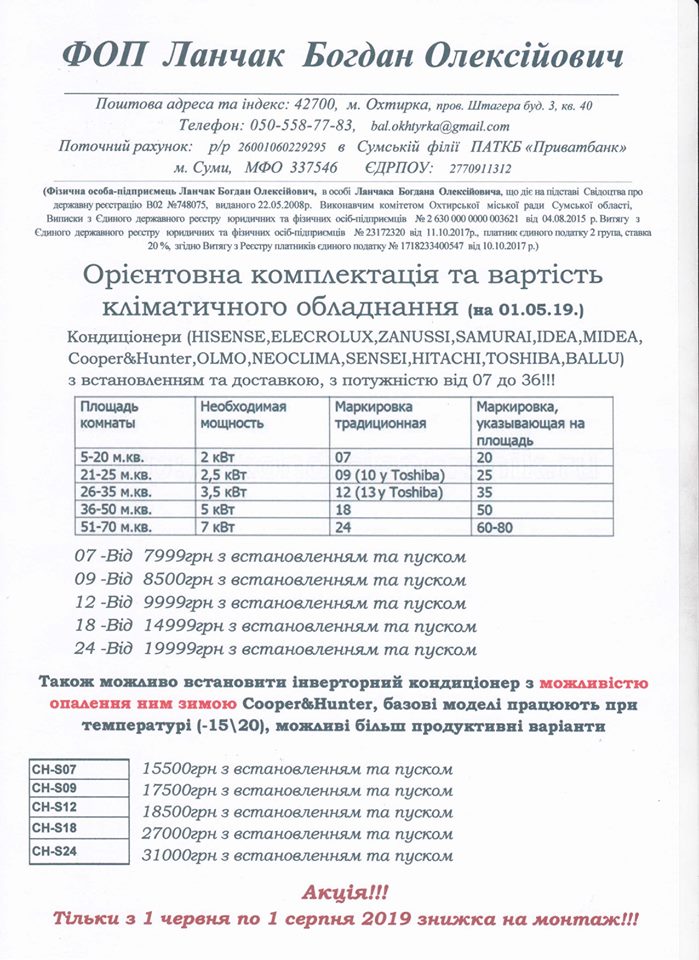 ФОП Ланчак Богдан Олексійович
Поштова адреса та індекс: 42700, м. Охтирка, пров. Штагера буд. 3, кв. 40
Телефон: 050-558-77-83, bal.okhtyrka@gmail.com
Поточний рахунок: р/р 26001060229295 в Сумській філії ПАТКБ «Приватбанк»
м. Суми, МФО 337546 ЄДРПОУ: 2770911312
(Фізична особа-підприємець Ланчак Богдан Олексійович, в особі Ланчака Богдана Олексійовича, що діє на підставі Свідоцтва про
державну реєстрацію В02 №748075, виданого 22.05.2008р. Виконавчим комітетом Охтирської міської ради Сумської області,
Виписки з Єдиного державного реєстру юридичних та фізичних осіб-підприємців № 2 630 000 0000 003621 від 04.08.2015 р. Витягу з
Єдиного державного реєстру юридичних та фізичних осіб-підприємців № 23172320 від 11.10.2017р., платник єдиного податку 2 група, ставка
20 %, згідно Витягу з Реєстру платників єдиного податку № 1718233400547 від 10.10.2017 р.)
Орієнтовна комплектація та вартість
кліматичного обладнання (на 01.05.19.)
Кондиціонери (HISENSE,ELECROLUX,ZANUSSI,SAMURAI,IDEA,MIDEA,
Cooper&Hunter,OLMO,NEOCLIMA,SENSEI,HITACHI,TOSHIBA,BALLU)
з встановленням та доставкою, з потужністю від 07 до 36!!!
Площадь комнаты Необходимая мощность Маркировка традиционная Маркировка, указывающая на площадь
5-20 м.кв. 2 кВт 07 20
21-25 м.кв. 2,5 кВт 09 (10 у Toshiba) 25
26-35 м.кв. 3,5 кВт 12 (13 у Toshiba) 35
36-50 м.кв. 5 кВт 18 50
51-70 м.кв. 7 кВт 24 60-80
07 -Від 7999грн з встановленням та пуском
09 -Від 8500грн з встановленням та пуском
12 -Від 9999грн з встановленням та пуском
18 -Від 14999грн з встановленням та пуском
24 -Від 19999грн з встановленням та пуском
Також можливо встановити інверторний кондиціонер з можливістю
опалення ним зимою Cooper&Hunter, базові моделі працюють при
температурі (-15\20), можливі більш продуктивні варіанти
CH-S07 15500грн з встановленням та пуском
CH-S09 17500грн з встановленням та пуском
CH-S12 18500грн з встановленням та пуском
CH-S18 27000грн з встановленням та пуском
CH-S24 31000грн з встановленням та пуском
Акція!!!
Тільки з 1 червня по 1 серпня 2019 знижка на монтаж!!!